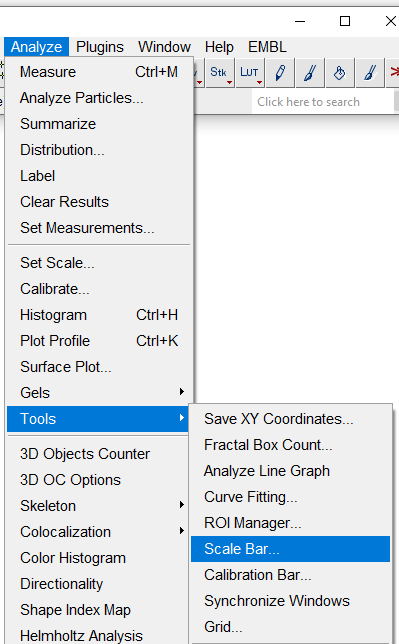 Analyze Plugins Window Help EMBL
Stk LUT
Click here to search
Measure Ctrl+M
Analyze Particles...
Summarize
Distribution...
Label
Clear Results
Set Measurements...
Set Scale...
Calibrate...
Histogram Ctrl+H
Plot Profile Ctrl+K
Surface Plot...
Gels
Tools
Save XY Coordinates...
Fractal Box Count...
Analyze Line Graph
Curve Fitting...
ROI Manager...
Scale Bar...
Calibration Bar...
Synchronize Windows
Grid...
3D Objects Counter
3D OC Options
Skeleton
Colocalization
Color Histogram
Directionality
Shape Index Map
Helmholtz Analysis